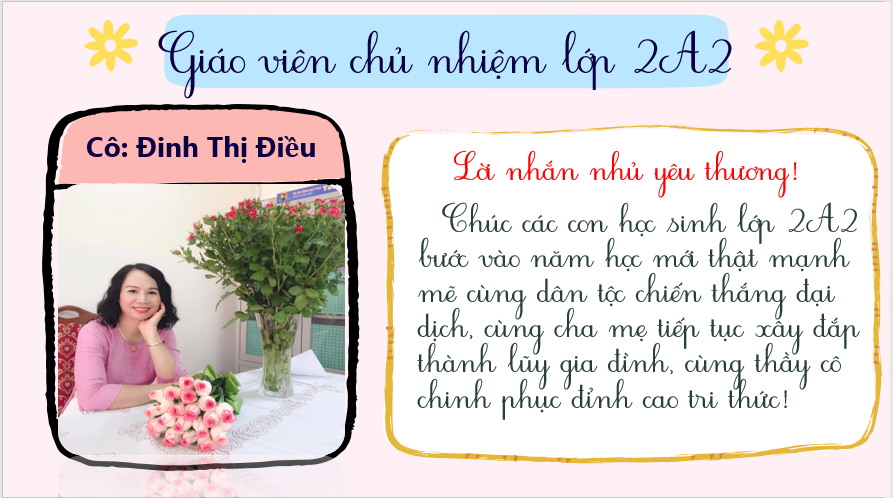 Giáo viên chủ nhiệm lớp 2A2
Cô: Đinh Thị Điều
Lời nhắn nhủ yêu thương!
Chúc các con học sinh lớp 2A2
bước vào năm học mới thật mạnh
mẽ cùng dân tộc chiến thắng đại
dịch, cùng cha mẹ tiếp tục xây đắp
thành lũy gia đình, cùng thầy cô
chinh phục đỉnh cao tri thức!